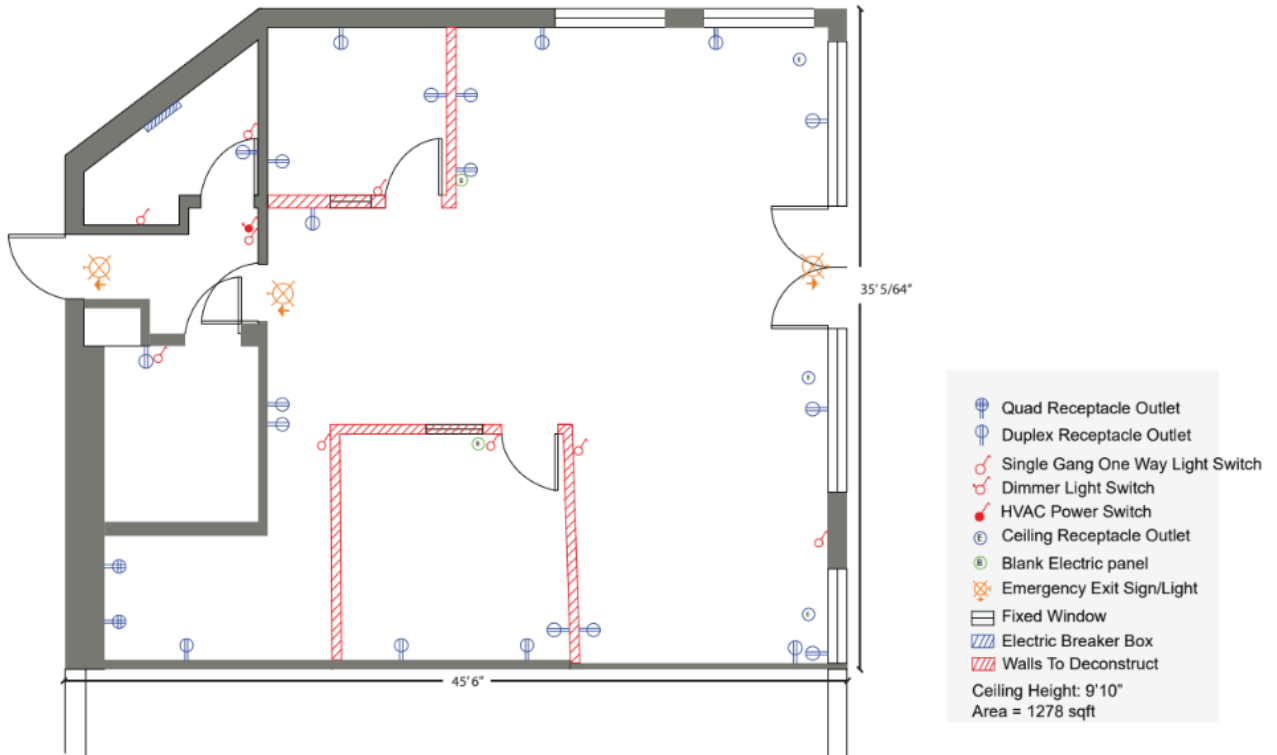 E
B
35' 5/64"
E
B
E
45'6"
Quad Receptacle Outlet
Duplex Receptacle Outlet
Single Gang One Way Light Switch
Dimmer Light Switch
HVAC Power Switch
E Ceiling Receptacle Outlet
B Blank Electric panel
Emergency Exit Sign/Light
Fixed Window
Electric Breaker Box
Walls To Deconstruct
Ceiling Height: 9'10"
Area = 1278 sqft